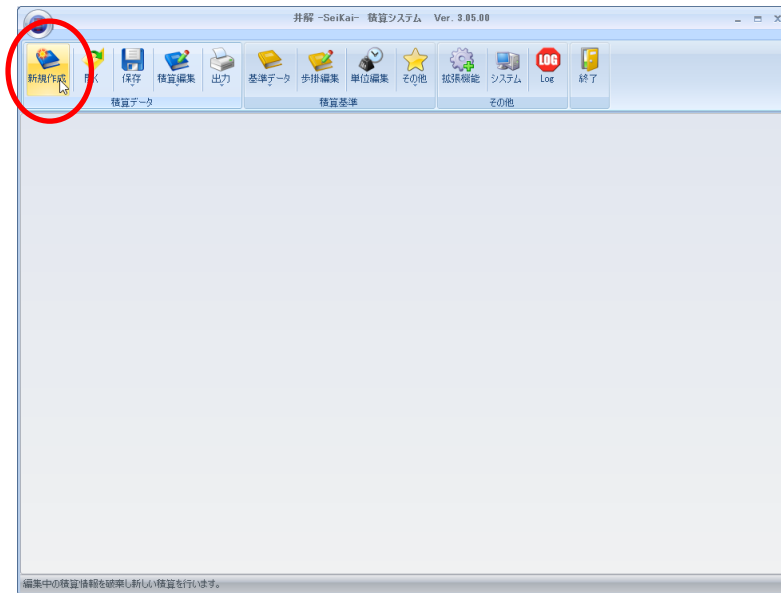 井解 -SeiKai- 積算システム Ver. 3.05.00
新規作成 開く 保存 積算編集 出力 基準データ 歩掛編集 単位編集 その他 拡張機能 システム Log 終了
LOG
積算データ 積算基準 その他
編集中の積算情報を破棄し新しい積算を行います。